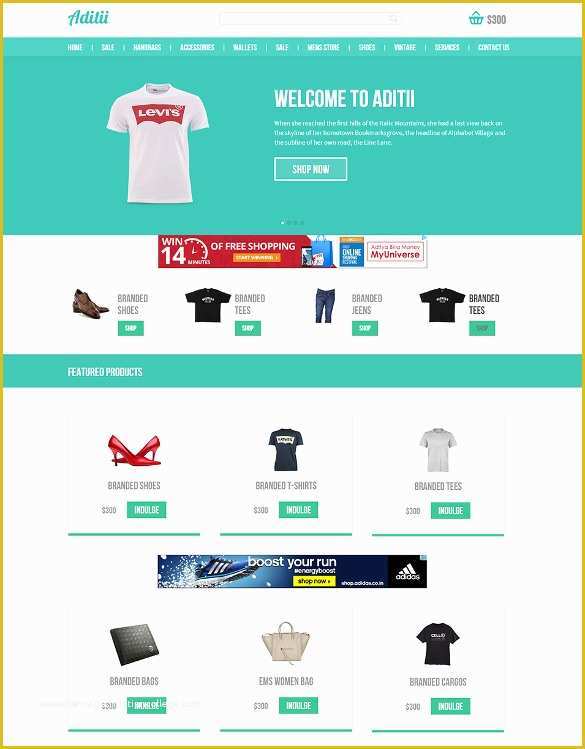 Aditii
$300
HOME | SALE | HANDBAGS | ACCESSORIES | WALLETS | SALE | MENS STORE | SHOES | VINTAGE | SERVICES | CONTACT US
LEVI'S
WELCOME TO ADITII
When she reached the first hills of the Italic Mountains, she had a last view back on
the skyline of her hometown Bookmarksgrove, the headline of Alphabet Village and
the subline of her own road, the Line Lane.
SHOP NOW
WIN
14
MINUTES
OF FREE SHOPPING
START WINNING
ONLINE
SHOPPING
FESTIVAL
Aditya Birla Money
MyUniverse
BRANDED
SHOES
SHOP
BRANDED
TEES
SHOP
BRANDED
JEENS
SHOP
BRANDED
TEES
SHOP
FEATURED PRODUCTS
BRANDED SHOES
$300 INDULGE
BRANDED T-SHIRTS
$300 INDULGE
BRANDED TEES
$300 INDULGE
boost your run
#energyboost
shop now
shop.adidas.co.in
adidas
BRANDED BAGS
INDULGE
EMS WOMEN BAG
$300 INDULGE
CELLIO
BRANDED CARGOS
$300 INDULGE